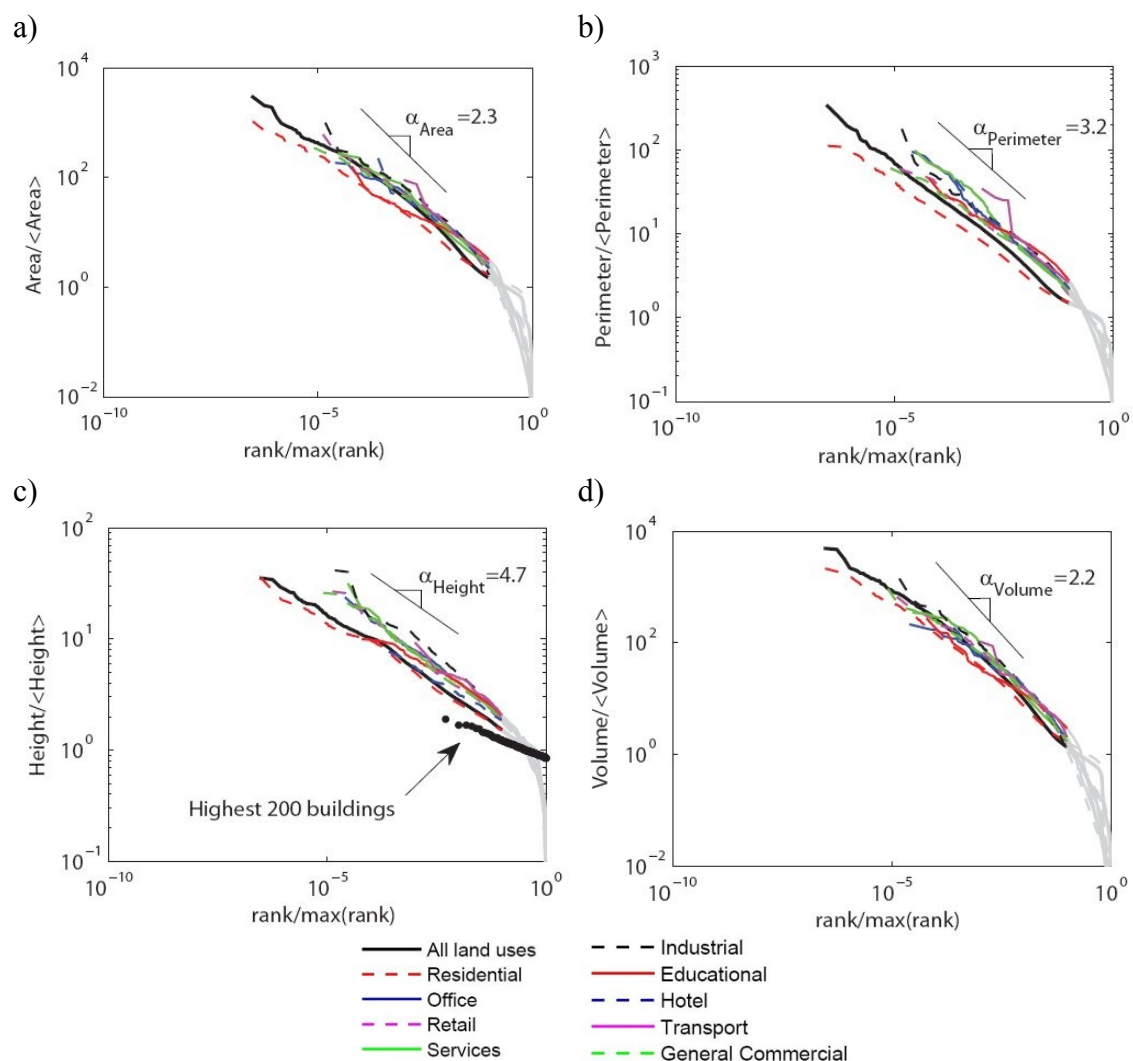 a)
10^4
10^2
10^0
10^-2
Area/<Area>
α_Area=2.3
10^-10
10^-5
10^0
rank/max(rank)
b)
10^3
10^2
10^1
10^0
10^-1
Perimeter/<Perimeter>
α_Perimeter=3.2
10^-10
10^-5
10^0
rank/max(rank)
c)
10^2
10^1
10^0
10^-1
Height/<Height>
α_Height=4.7
Highest 200 buildings
10^-10
10^-5
10^0
rank/max(rank)
d)
10^4
10^2
10^0
10^-2
Volume/<Volume>
α_Volume=2.2
10^-10
10^-5
10^0
rank/max(rank)
All land uses
Residential
Office
Retail
Services
Industrial
Educational
Hotel
Transport
General Commercial